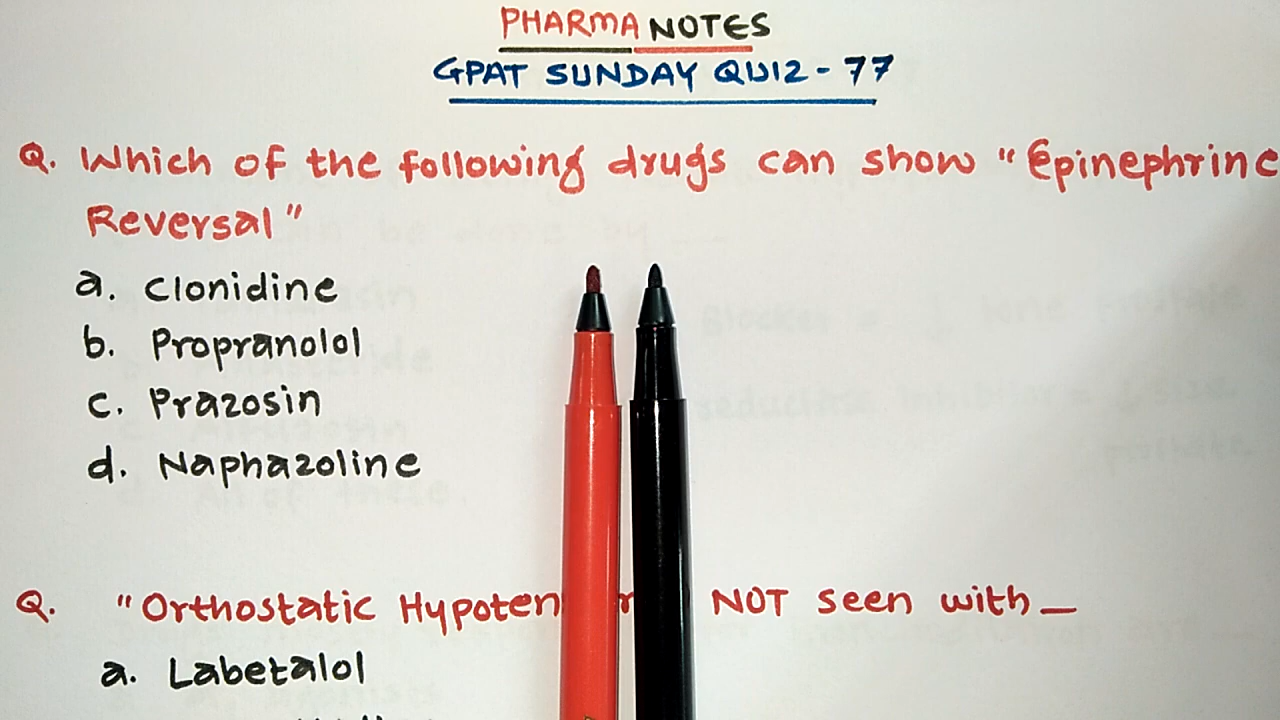 PHARMA NOTES
GPAT SUNDAY QUIZ - 77
Q. Which of the following drugs can show "Epinephrine
Reversal"
a. Clonidine
b. Propranolol
c. Prazosin
d. Naphazoline
Q. "Orthostatic Hypoten NOT seen with_
a. Labetalol